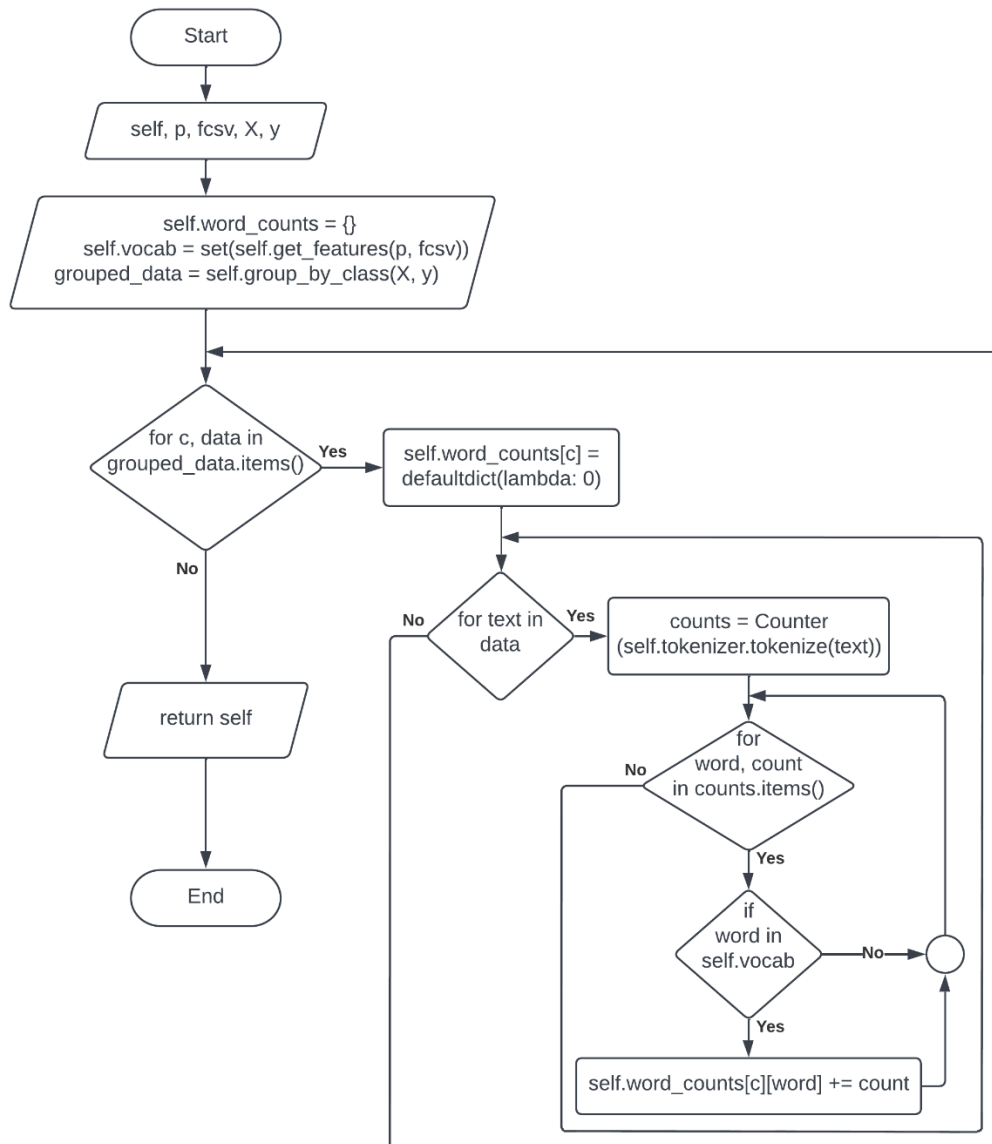 Start
self, p, fcsv, X, y
self.word_counts = {}
self.vocab = set(self.get_features(p, fcsv))
grouped_data = self.group_by_class(X, y)
for c, data in
grouped_data.items()
Yes
self.word_counts[c] =
defaultdict(lambda: 0)
No
return self
End
No
for text in
data
Yes
counts = Counter
(self.tokenizer.tokenize(text))
No
for
word, count
in counts.items()
Yes
if
word in
self.vocab
No
Yes
self.word_counts[c][word] += count